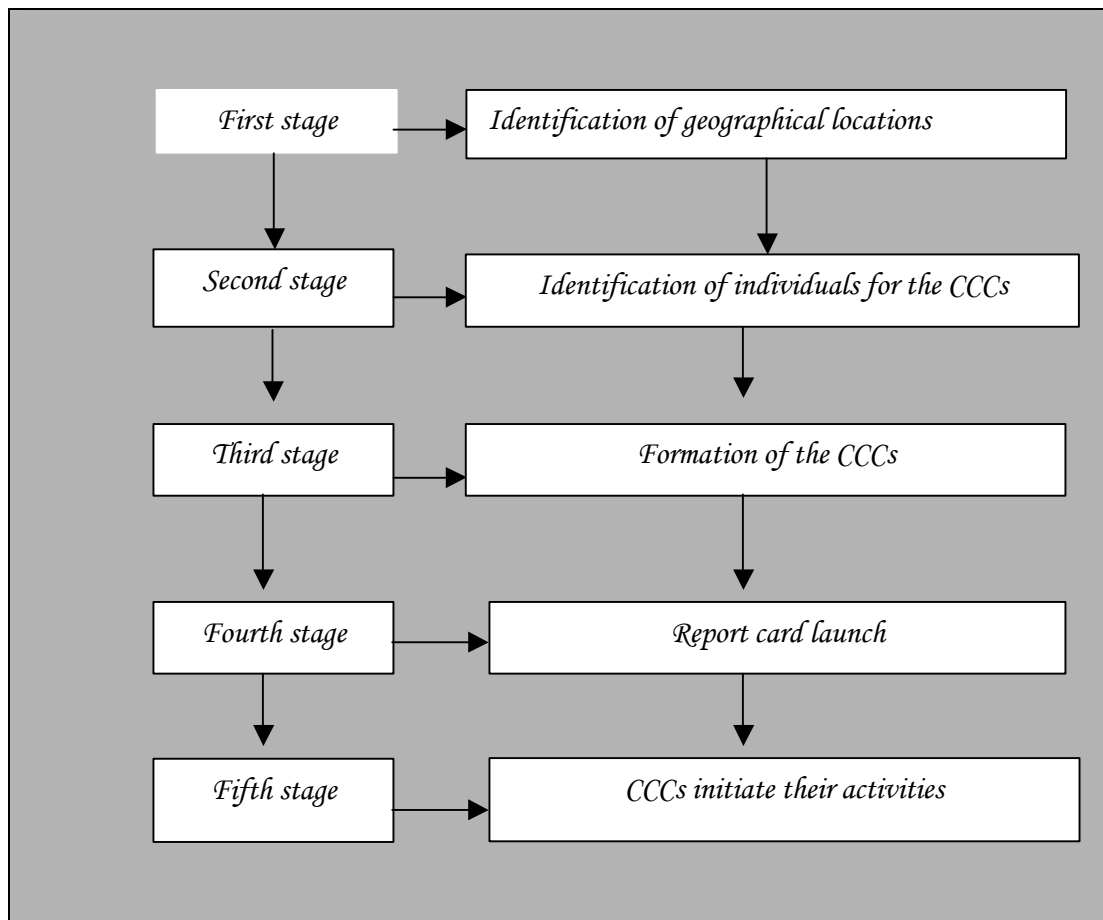 First stage
Identification of geographical locations
Second stage
Identification of individuals for the CCCs
Third stage
Formation of the CCCs
Fourth stage
Report card launch
Fifth stage
CCCs initiate their activities